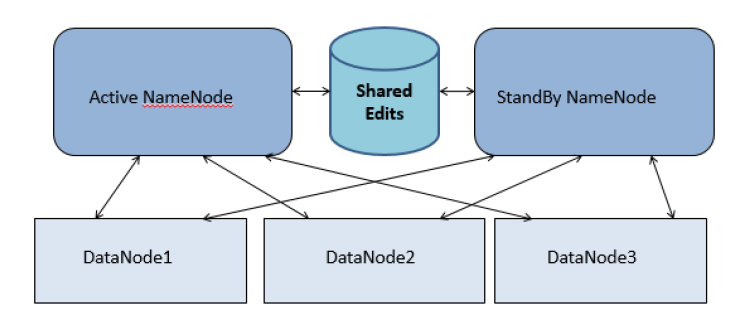 Active NameNode
Shared
Edits
StandBy NameNode
DataNode1
DataNode2
DataNode3